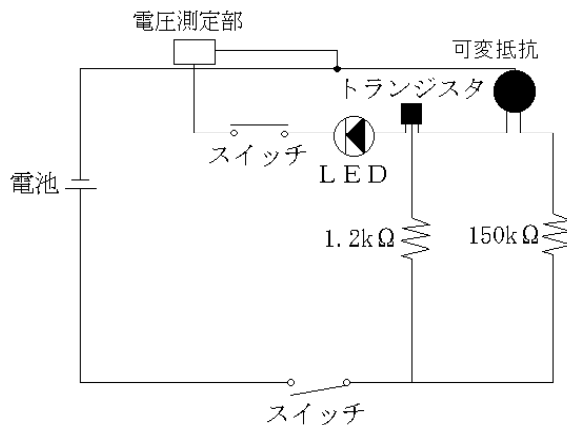 電圧測定部
可変抵抗
トランジスタ
スイッチ
ＬＥＤ
電池
1.2kΩ
150kΩ
スイッチ